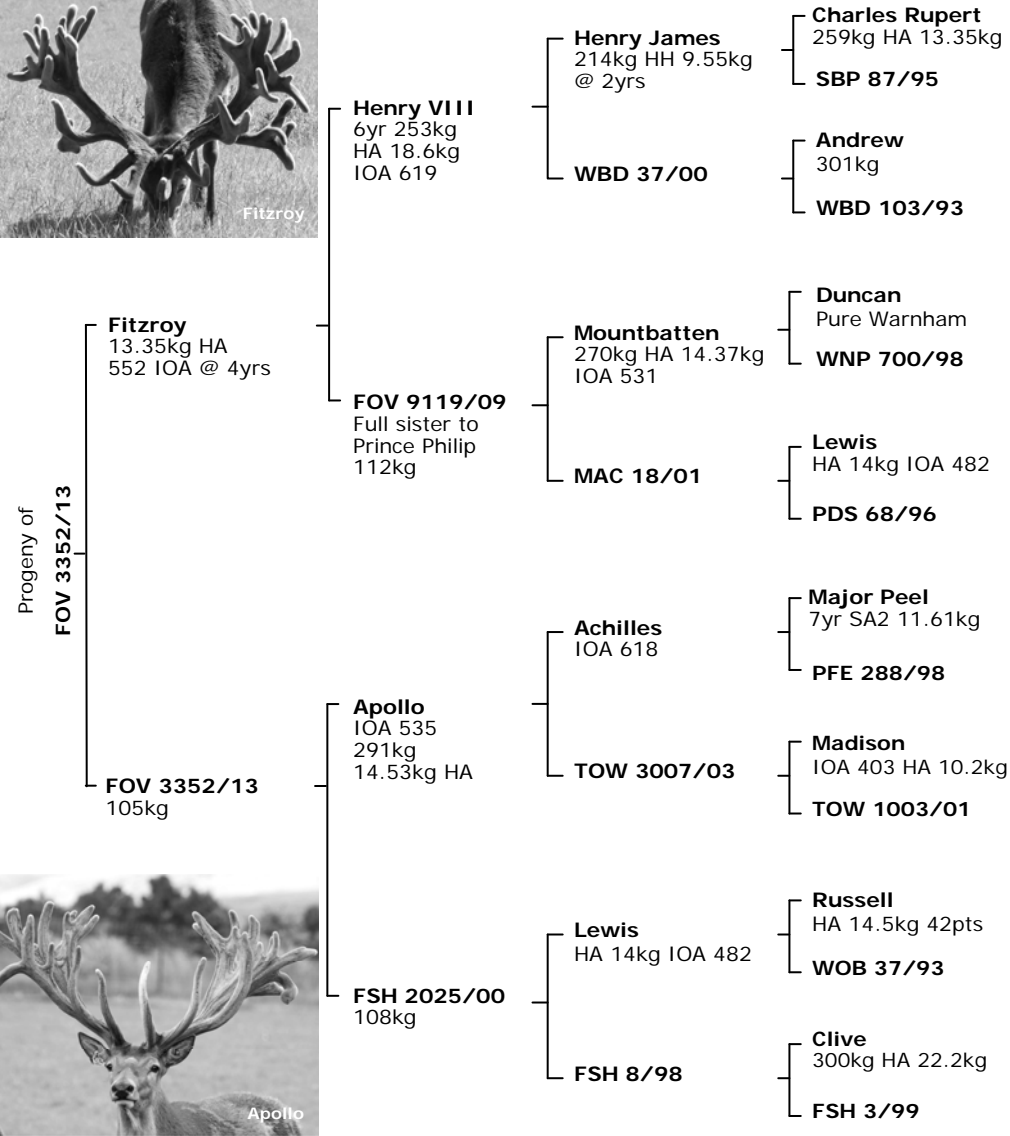 Fitzroy
Progeny of
FOV 3352/13
Fitzroy
13.35kg HA
552 IOA @ 4yrs
FOV 3352/13
105kg
Henry VIII
6yr 253kg
HA 18.6kg
IOA 619
FOV 9119/09
Full sister to
Prince Philip
112kg
Apollo
IOA 535
291kg
14.53kg HA
FSH 2025/00
108kg
Henry James
214kg HH 9.55kg
@ 2yrs
WBD 37/00
Mountbatten
270kg HA 14.37kg
IOA 531
MAC 18/01
Achilles
IOA 618
TOW 3007/03
Lewis
HA 14kg IOA 482
FSH 8/98
Charles Rupert
259kg HA 13.35kg
SBP 87/95
Andrew
301kg
WBD 103/93
Duncan
Pure Warnham
WNP 700/98
Lewis
HA 14kg IOA 482
PDS 68/96
Major Peel
7yr SA2 11.61kg
PFE 288/98
Madison
IOA 403 HA 10.2kg
TOW 1003/01
Russell
HA 14.5kg 42pts
WOB 37/93
Clive
300kg HA 22.2kg
FSH 3/99
Apollo